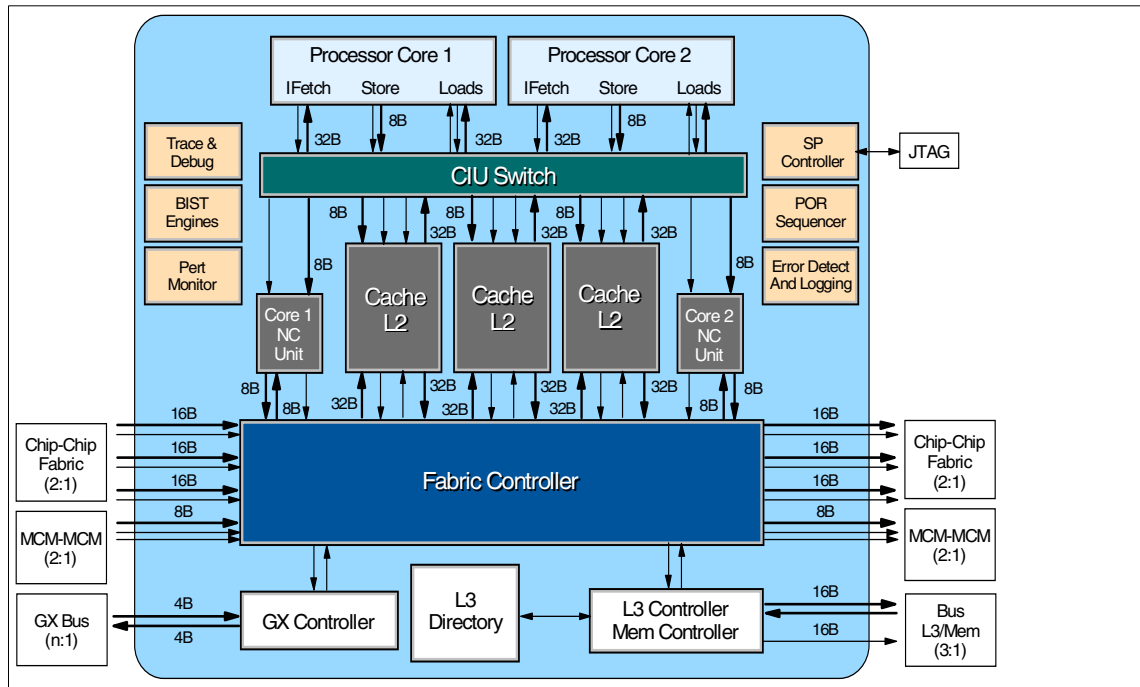 Processor Core 1
Processor Core 2
IFetch Store Loads
IFetch Store Loads
8B
8B
32B
32B
32B
32B
Trace &
Debug
SP
Controller
JTAG
CIU Switch
BIST
Engines
POR
Sequencer
8B
8B
8B
32B
32B
32B
8B
8B
Pert
Monitor
Error Detect
And Logging
Cache
L2
Cache
L2
Cache
L2
Core 1
NC
Unit
Core 2
NC
Unit
8B
32B
32B
32B
8B
32B
32B
32B
8B
8B
16B
16B
Chip-Chip
Fabric
(2:1)
16B
16B
Chip-Chip
Fabric
(2:1)
16B
16B
Fabric Controller
8B
8B
MCM-MCM
(2:1)
MCM-MCM
(2:1)
GX Bus
(n:1)
4B
4B
GX Controller
L3
Directory
L3 Controller
Mem Controller
16B
16B
Bus
L3/Mem
(3:1)